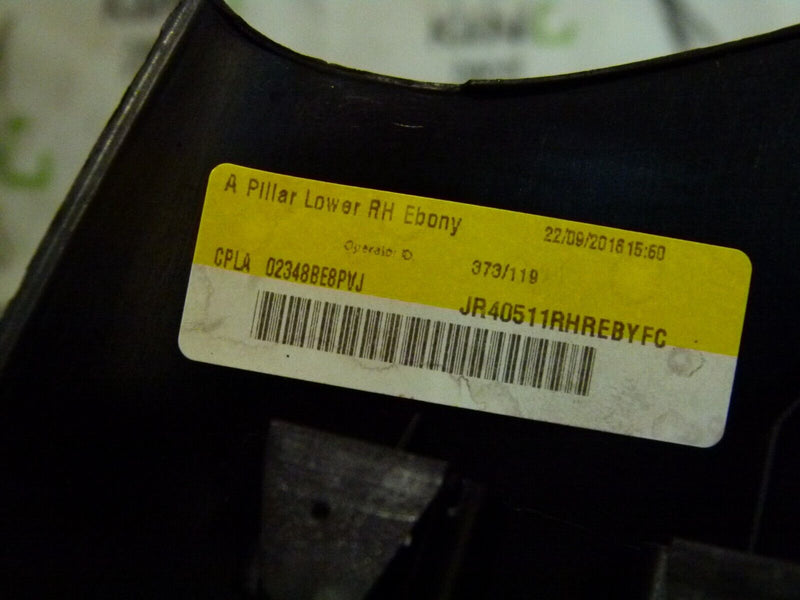 A Pillar Lower RH Ebony
22/09/2016 15:50
Operator ID
373/119
CPLA 02348BE8PVJ
JR40511RHREBYFC